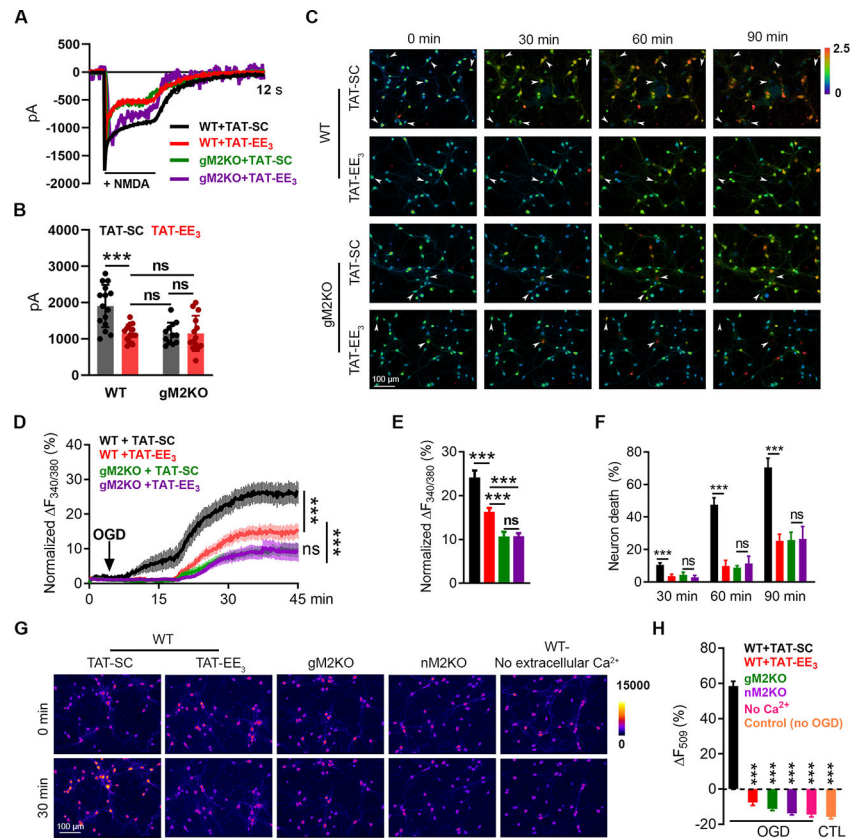 A
500
0
-500
-1000
-1500
-2000
pA
12 s
WT+TAT-SC
WT+TAT-EE3
gM2KO+TAT-SC
gM2KO+TAT-EE3
+ NMDA
B
TAT-SC TAT-EE3
4000
3000
2000
1000
0
pA
***
ns
ns
ns
WT gM2KO
C
0 min 30 min 60 min 90 min
2.5
0
WT
TAT-SC
TAT-EE3
gM2KO
TAT-SC
TAT-EE3
100 µm
D
Normalized ΔF340/380 (%)
40
30
20
10
0
WT + TAT-SC
WT +TAT-EE3
gM2KO + TAT-SC
gM2KO +TAT-EE3
OGD
***
ns
***
0 15 30 45 min
E
Normalized ΔF340/380 (%)
40
30
20
10
0
***
***
***
ns
F
Neuron death (%)
80
60
40
20
0
***
ns
***
ns
***
ns
30 min 60 min 90 min
G
WT
WT-
TAT-SC TAT-EE3 gM2KO nM2KO No extracellular Ca2+
0 min
30 min
15000
0
100 µm
H
ΔF509 (%)
80
60
40
20
0
-20
WT+TAT-SC
WT+TAT-EE3
gM2KO
nM2KO
No Ca2+
Control (no OGD)
*** *** *** *** ***
OGD CTL